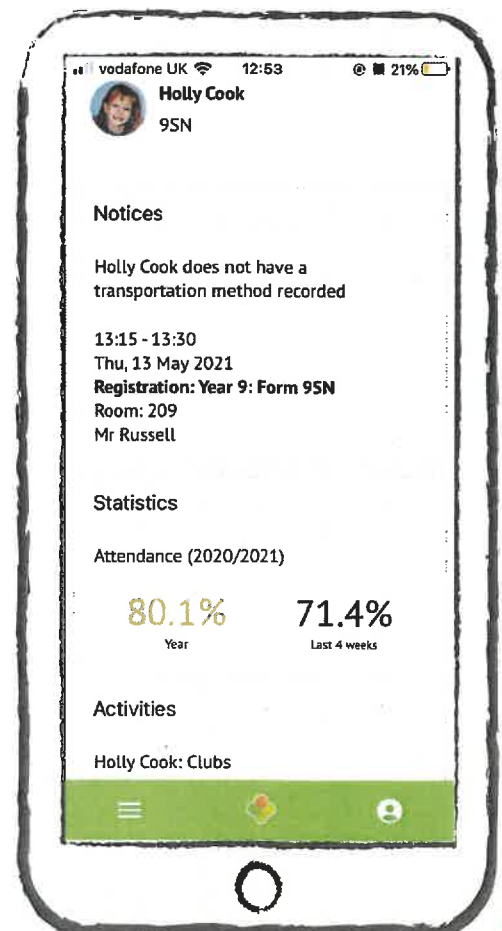 vodafone UK 12:53 21%
Holly Cook
9SN
Notices
Holly Cook does not have a
transportation method recorded
13:15 - 13:30
Thu, 13 May 2021
Registration: Year 9: Form 9SN
Room: 209
Mr Russell
Statistics
Attendance (2020/2021)
80.1% 71.4%
Year Last 4 weeks
Activities
Holly Cook: Clubs